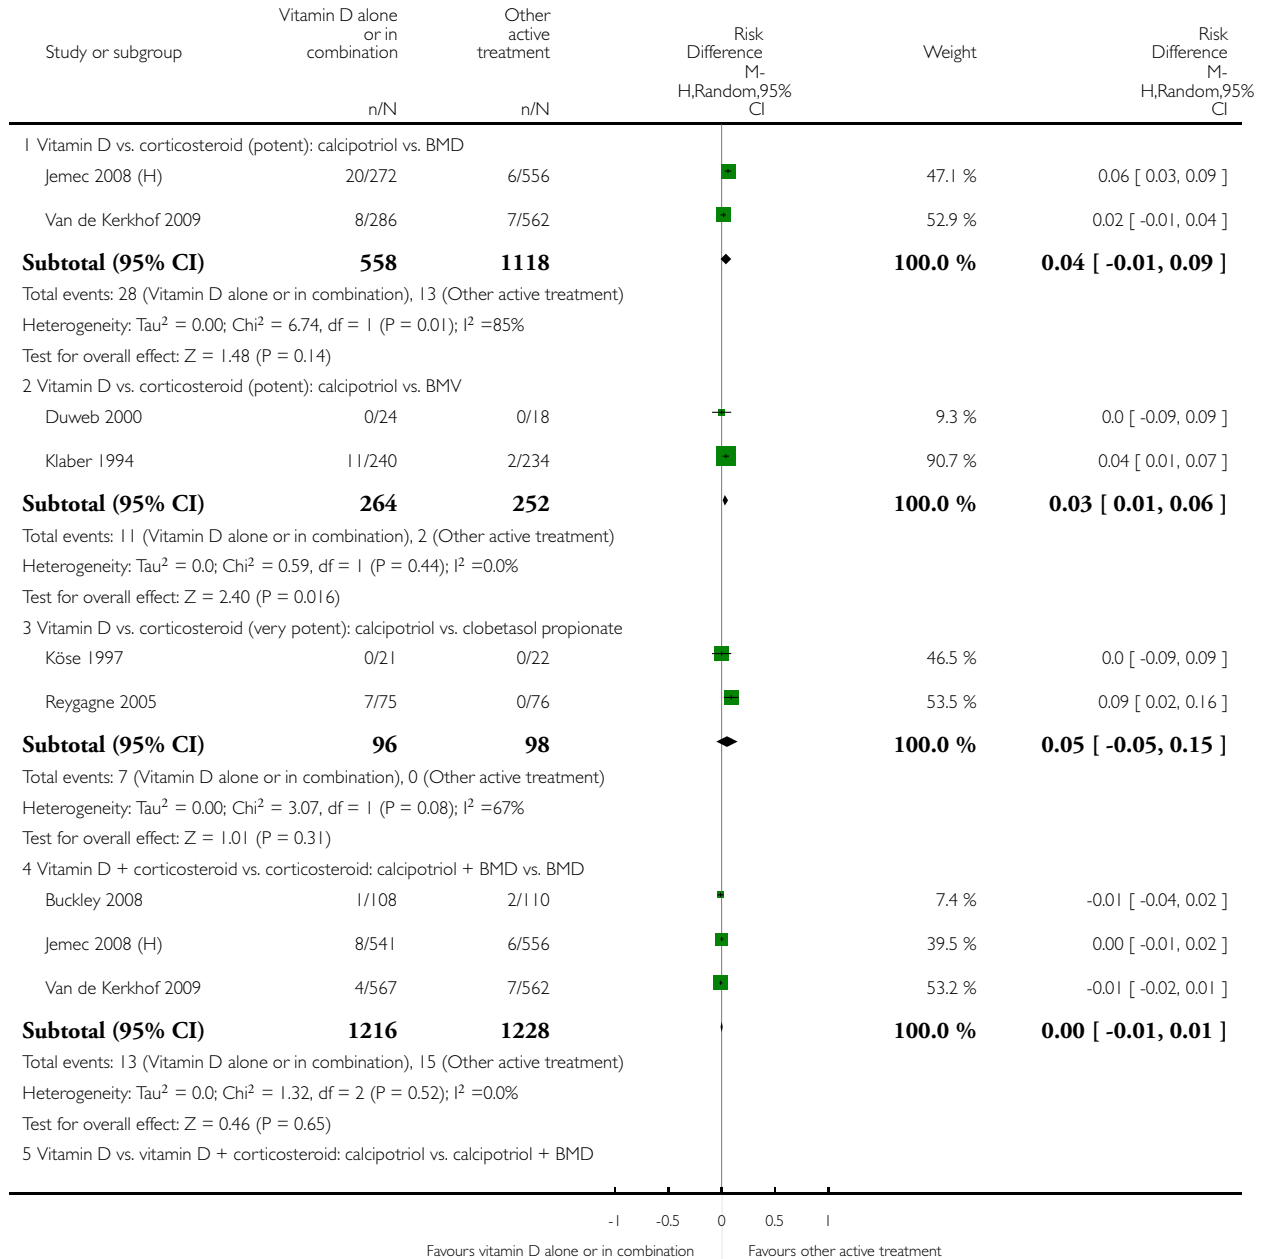 Study or subgroup
Vitamin D alone
or in
combination
Other
active
treatment
Risk
Difference
Weight
Risk
Difference
n/N
n/N
M-
H,Random,95%
CI
M-
H,Random,95%
CI
1 Vitamin D vs. corticosteroid (potent): calcipotriol vs. BMD
Jemec 2008 (H) 20/272 6/556 47.1 % 0.06 [ 0.03, 0.09 ]
Van de Kerkhof 2009 8/286 7/562 52.9 % 0.02 [ -0.01, 0.04 ]
Subtotal (95% CI) 558 1118 100.0 % 0.04 [ -0.01, 0.09 ]
Total events: 28 (Vitamin D alone or in combination), 13 (Other active treatment)
Heterogeneity: Tau² = 0.00; Chi² = 6.74, df = 1 (P = 0.01); I² =85%
Test for overall effect: Z = 1.48 (P = 0.14)
2 Vitamin D vs. corticosteroid (potent): calcipotriol vs. BMV
Duweb 2000 0/24 0/18 9.3 % 0.0 [ -0.09, 0.09 ]
Klaber 1994 11/240 2/234 90.7 % 0.04 [ 0.01, 0.07 ]
Subtotal (95% CI) 264 252 100.0 % 0.03 [ 0.01, 0.06 ]
Total events: 11 (Vitamin D alone or in combination), 2 (Other active treatment)
Heterogeneity: Tau² = 0.0; Chi² = 0.59, df = 1 (P = 0.44); I² =0.0%
Test for overall effect: Z = 2.40 (P = 0.016)
3 Vitamin D vs. corticosteroid (very potent): calcipotriol vs. clobetasol propionate
Köse 1997 0/21 0/22 46.5 % 0.0 [ -0.09, 0.09 ]
Reygagne 2005 7/75 0/76 53.5 % 0.09 [ 0.02, 0.16 ]
Subtotal (95% CI) 96 98 100.0 % 0.05 [ -0.05, 0.15 ]
Total events: 7 (Vitamin D alone or in combination), 0 (Other active treatment)
Heterogeneity: Tau² = 0.00; Chi² = 3.07, df = 1 (P = 0.08); I² =67%
Test for overall effect: Z = 1.01 (P = 0.31)
4 Vitamin D + corticosteroid vs. corticosteroid: calcipotriol + BMD vs. BMD
Buckley 2008 1/108 2/110 7.4 % -0.01 [ -0.04, 0.02 ]
Jemec 2008 (H) 8/541 6/556 39.5 % 0.00 [ -0.01, 0.02 ]
Van de Kerkhof 2009 4/567 7/562 53.2 % -0.01 [ -0.02, 0.01 ]
Subtotal (95% CI) 1216 1228 100.0 % 0.00 [ -0.01, 0.01 ]
Total events: 13 (Vitamin D alone or in combination), 15 (Other active treatment)
Heterogeneity: Tau² = 0.0; Chi² = 1.32, df = 2 (P = 0.52); I² =0.0%
Test for overall effect: Z = 0.46 (P = 0.65)
5 Vitamin D vs. vitamin D + corticosteroid: calcipotriol vs. calcipotriol + BMD
-1 -0.5 0 0.5 1
Favours vitamin D alone or in combination Favours other active treatment